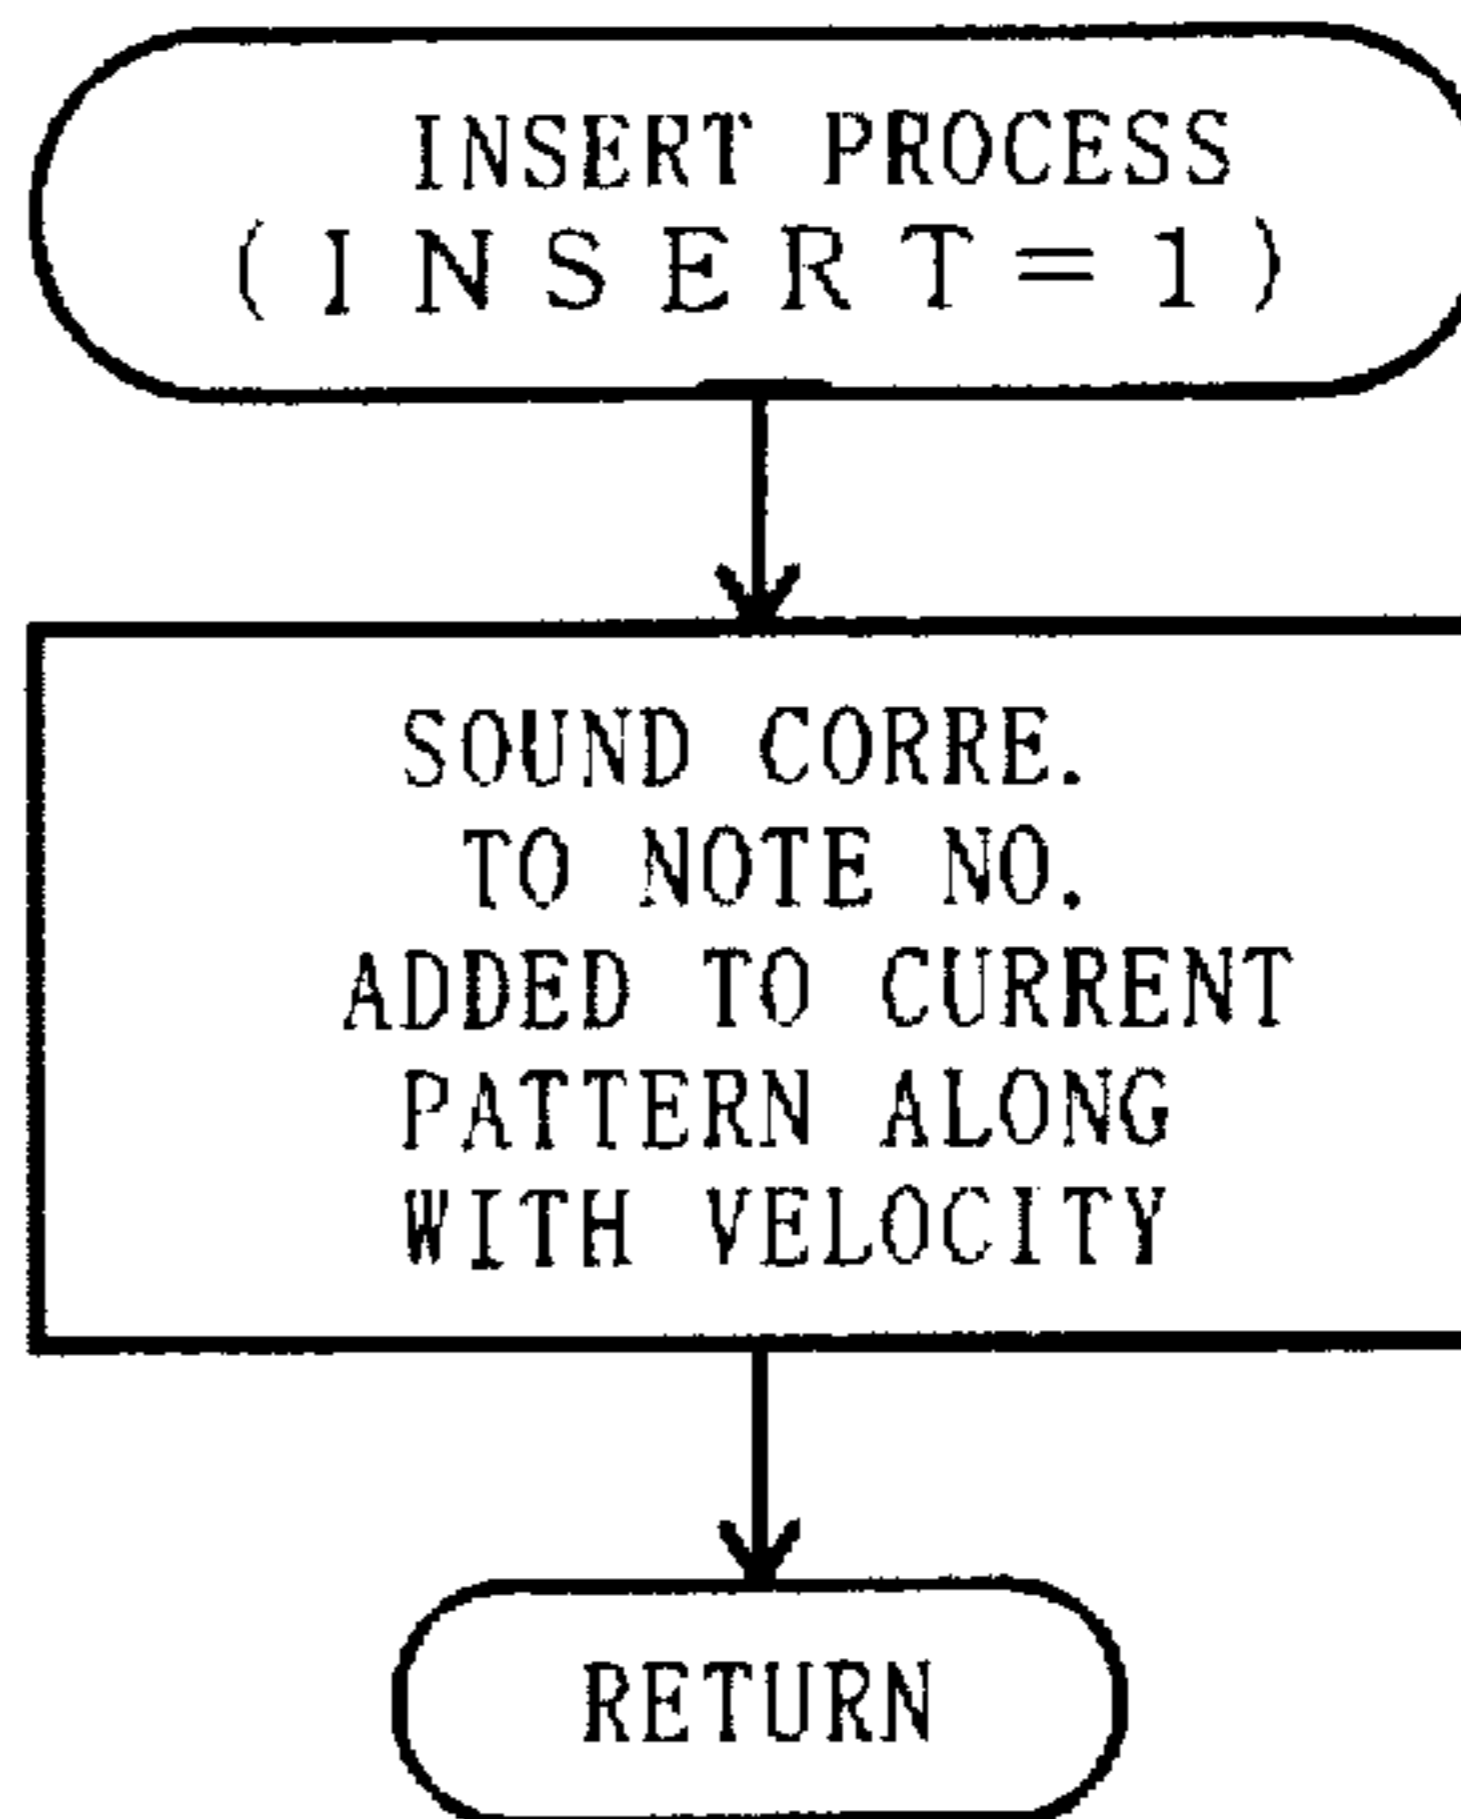 INSERT PROCESS
(INSERT=1)
SOUND CORRE.
TO NOTE NO.
ADDED TO CURRENT
PATTERN ALONG
WITH VELOCITY
RETURN